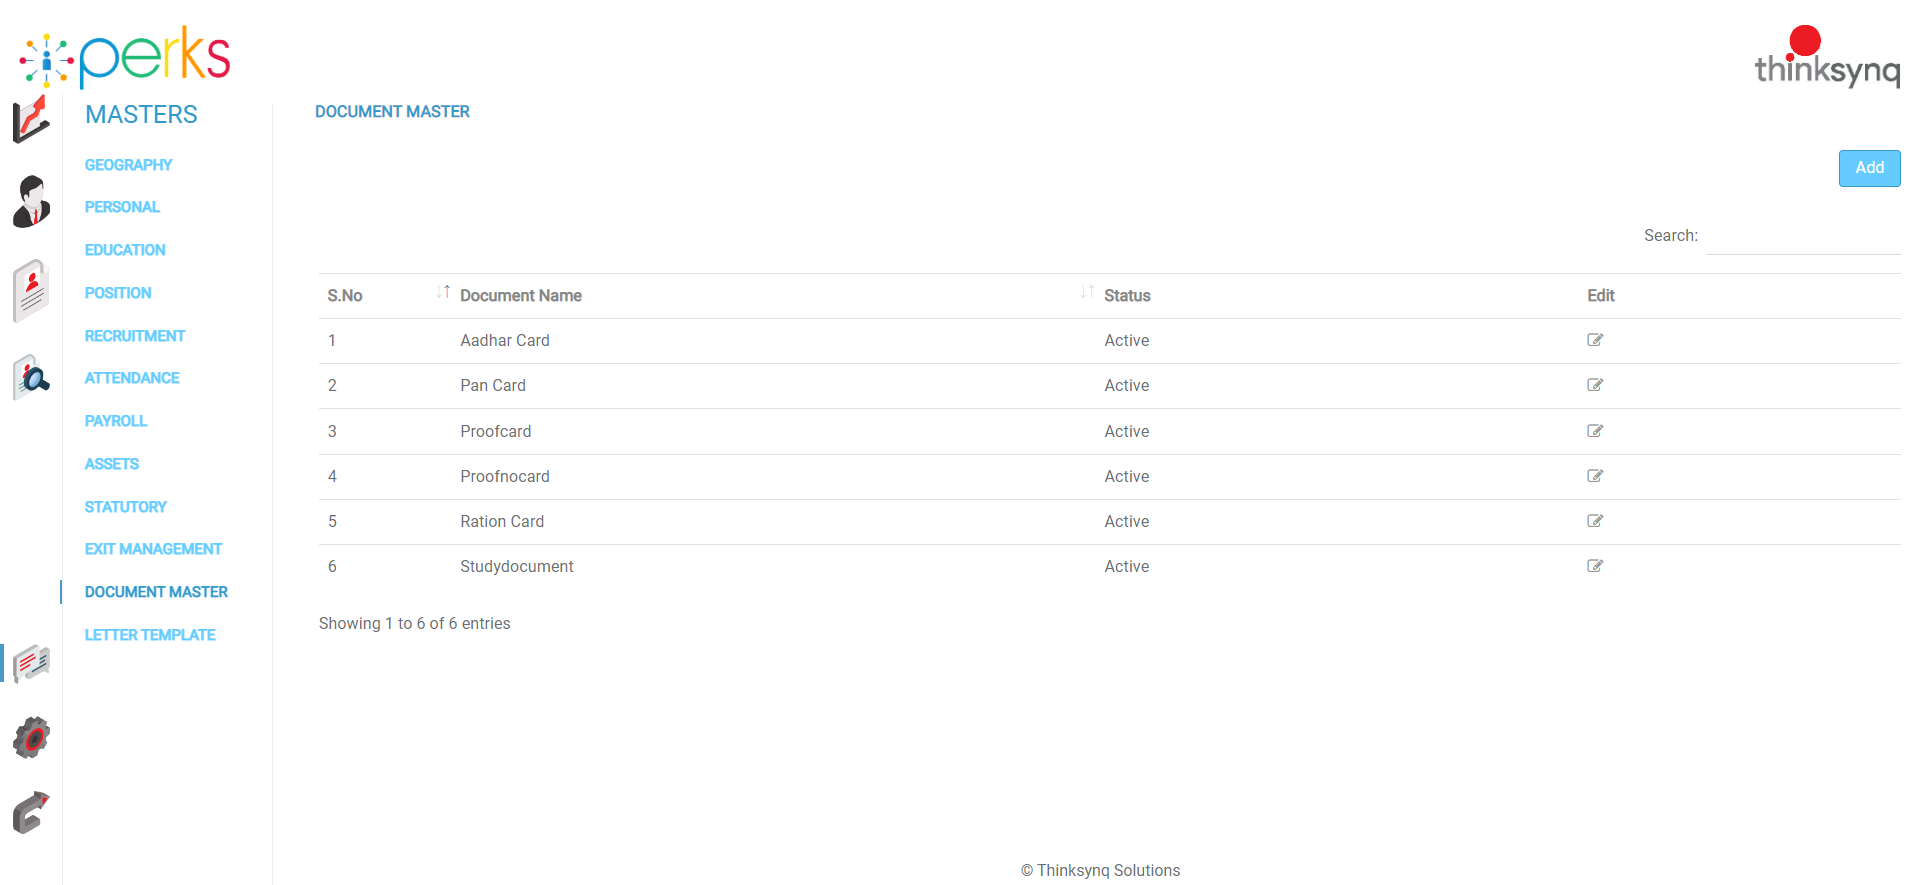 perks
thinksynq
MASTERS
GEOGRAPHY
PERSONAL
EDUCATION
POSITION
RECRUITMENT
ATTENDANCE
PAYROLL
ASSETS
STATUTORY
EXIT MANAGEMENT
DOCUMENT MASTER
LETTER TEMPLATE
DOCUMENT MASTER
Add
Search:
S.No Document Name Status Edit
1 Aadhar Card Active
2 Pan Card Active
3 Proofcard Active
4 Proofnocard Active
5 Ration Card Active
6 Studydocument Active
Showing 1 to 6 of 6 entries
© Thinksynq Solutions